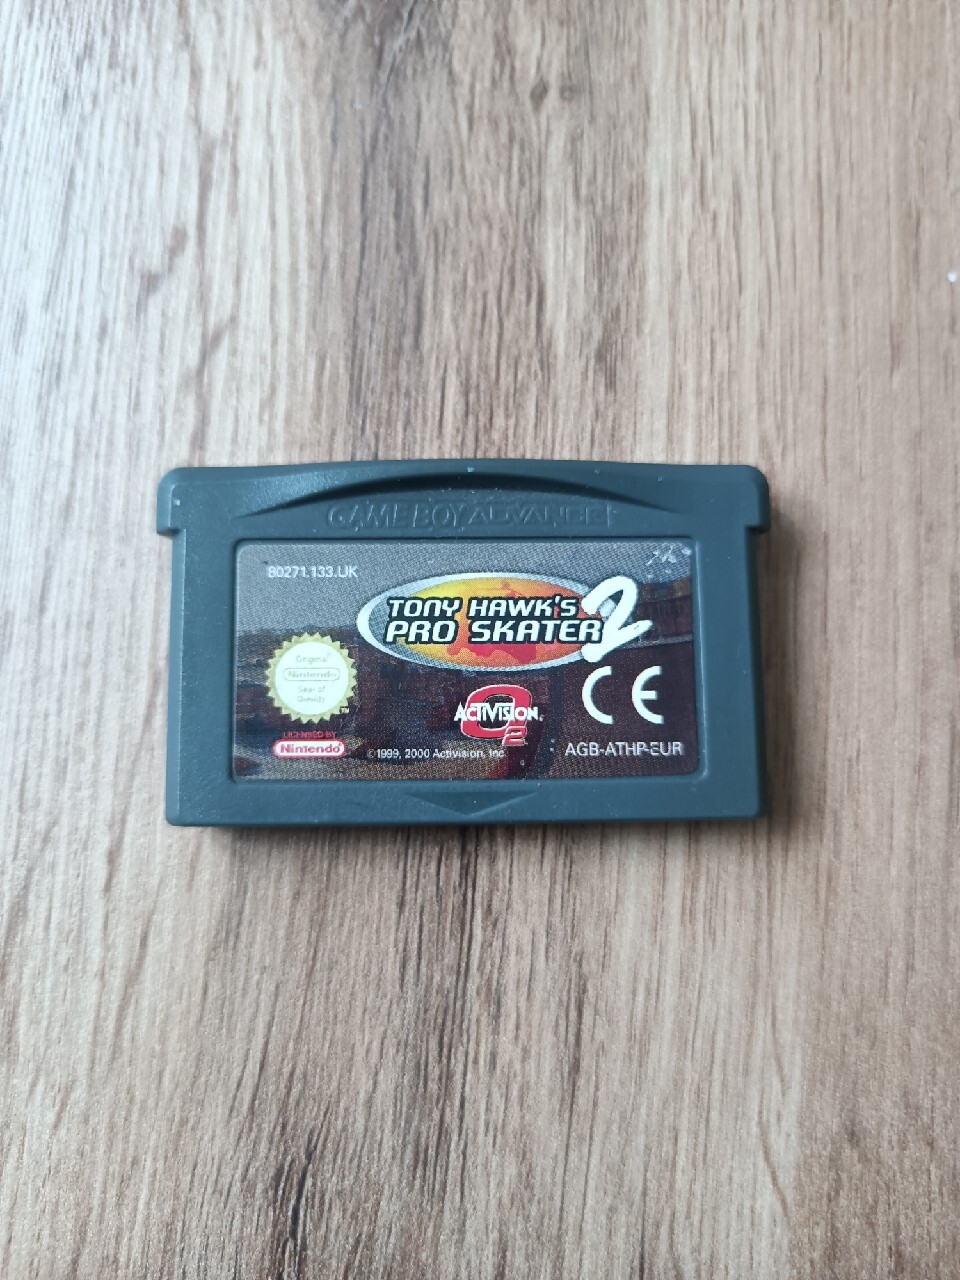 GAME BOY ADVANCE
80271.133.UK
TONY HAWK'S
PRO SKATER 2
Original
Nintendo
Seal of
Quality
TM
LICENSED BY
Nintendo
ACTIVISION
O2
©1999, 2000 Activision, Inc.
CE
AGB-ATHP-EUR